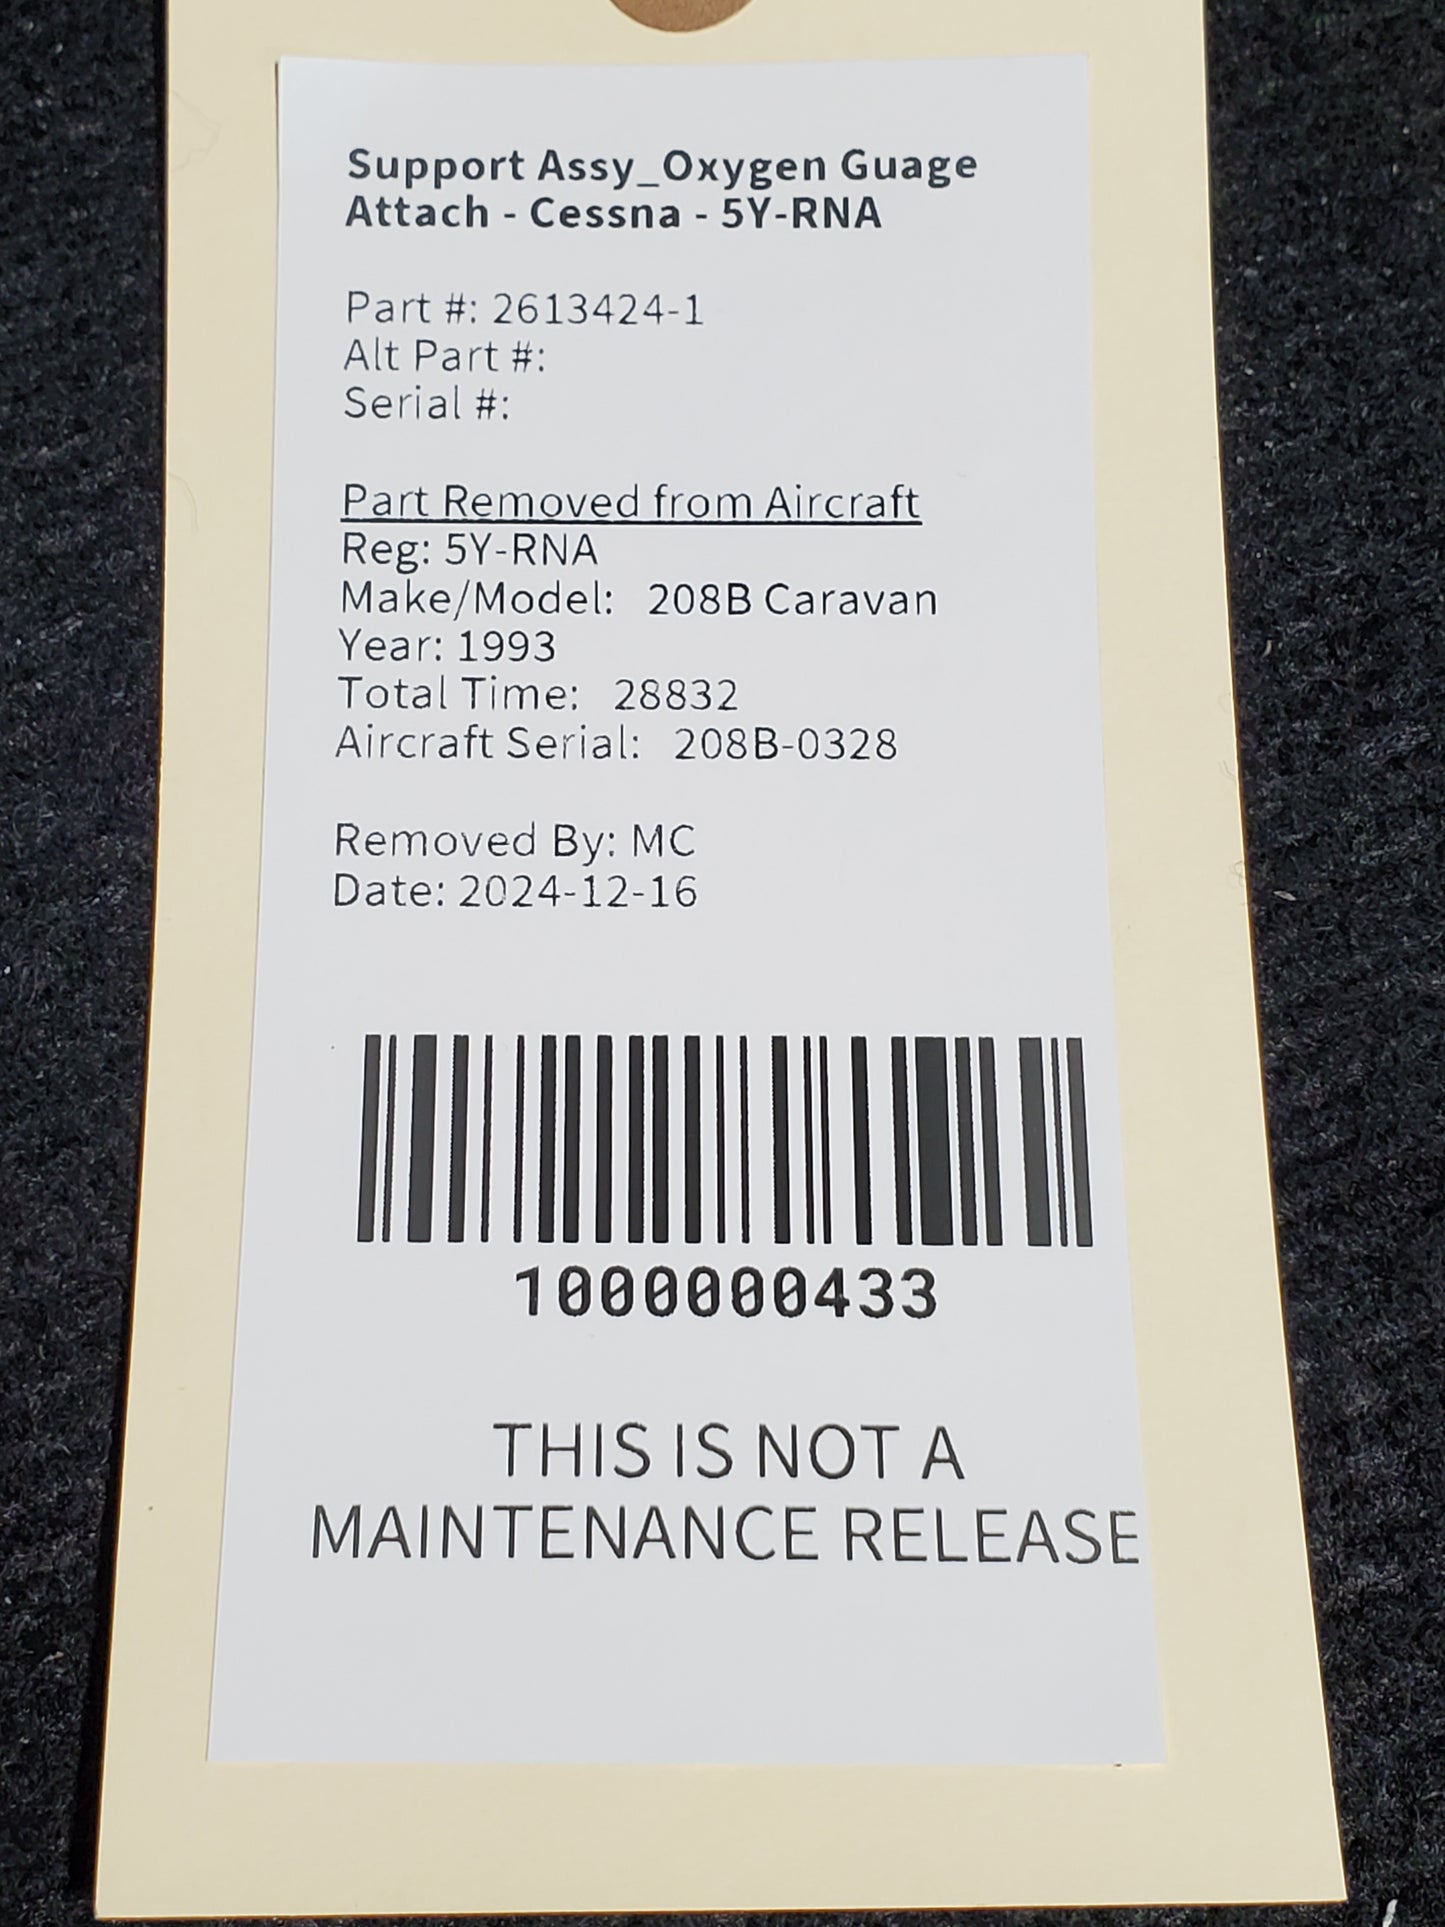 Support Assy_Oxygen Guage
Attach - Cessna - 5Y-RNA
Part #: 2613424-1
Alt Part #:
Serial #:
Part Removed from Aircraft
Reg: 5Y-RNA
Make/Model: 208B Caravan
Year: 1993
Total Time: 28832
Aircraft Serial: 208B-0328
Removed By: MC
Date: 2024-12-16
1000000433
THIS IS NOT A
MAINTENANCE RELEASE